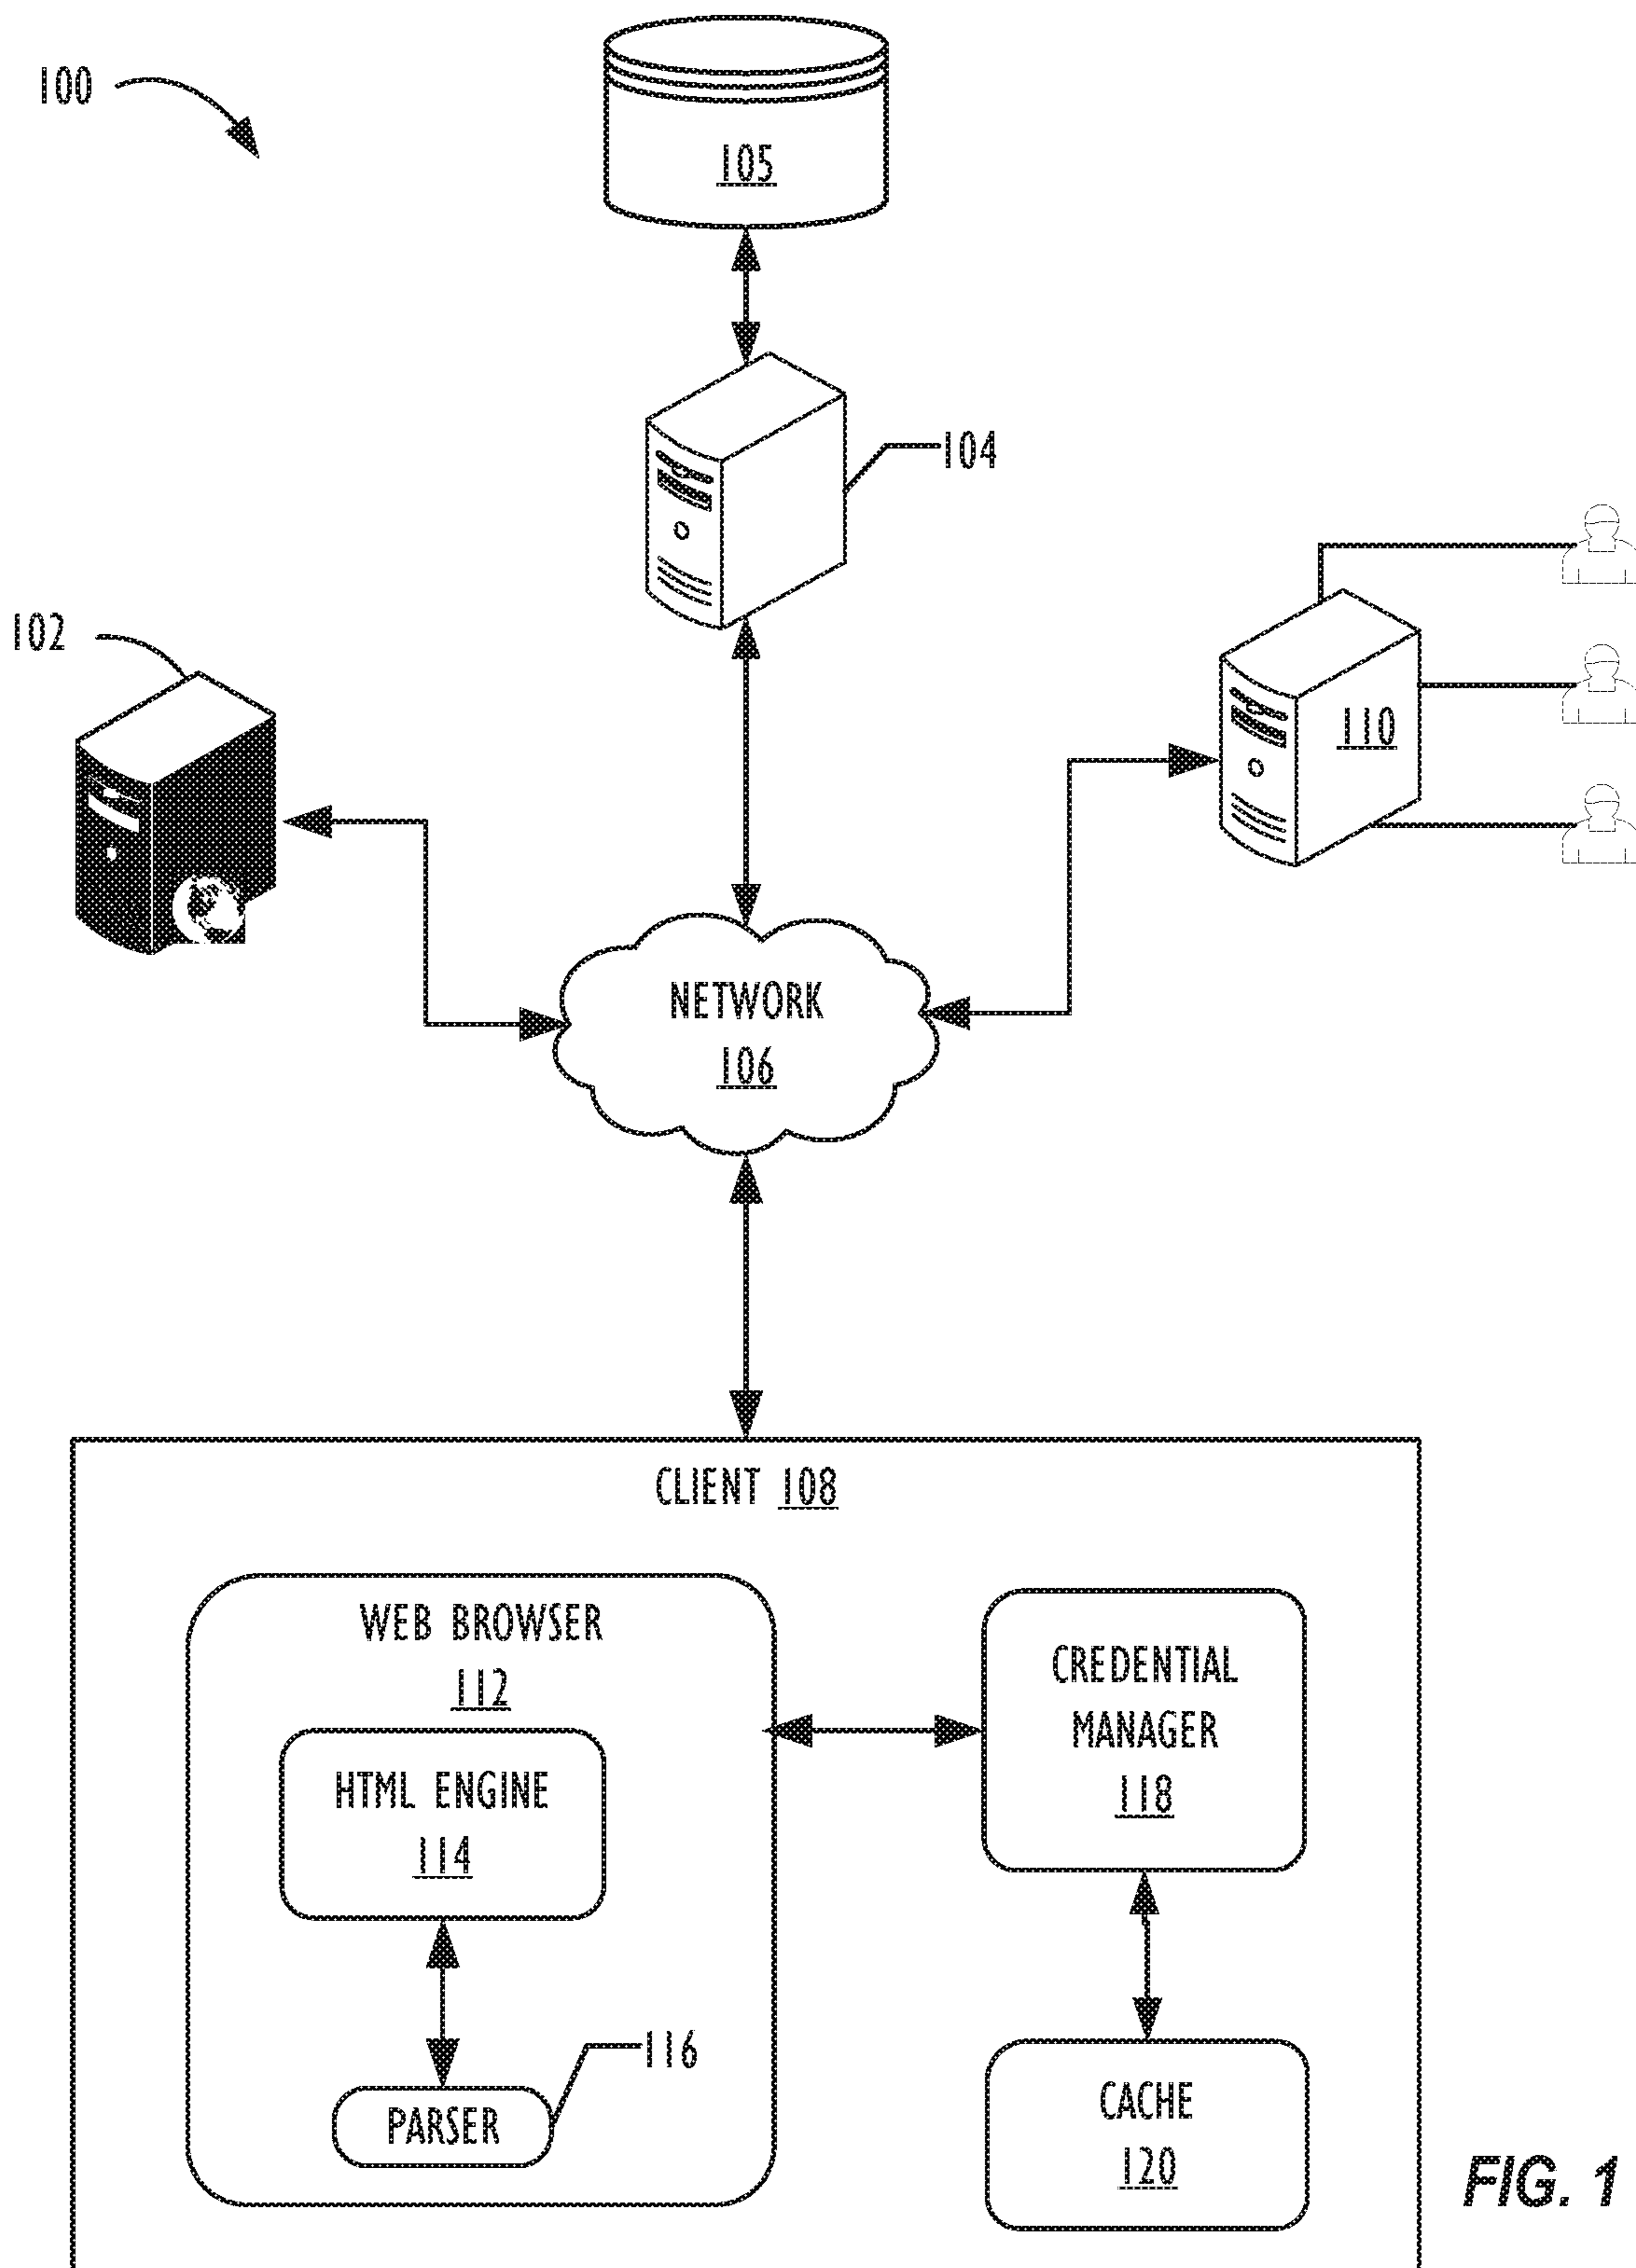 100
105
104
102
110
NETWORK
106
CLIENT 108
WEB BROWSER
112
CREDENTIAL
MANAGER
118
HTML ENGINE
114
116
PARSER
CACHE
120
FIG. 1